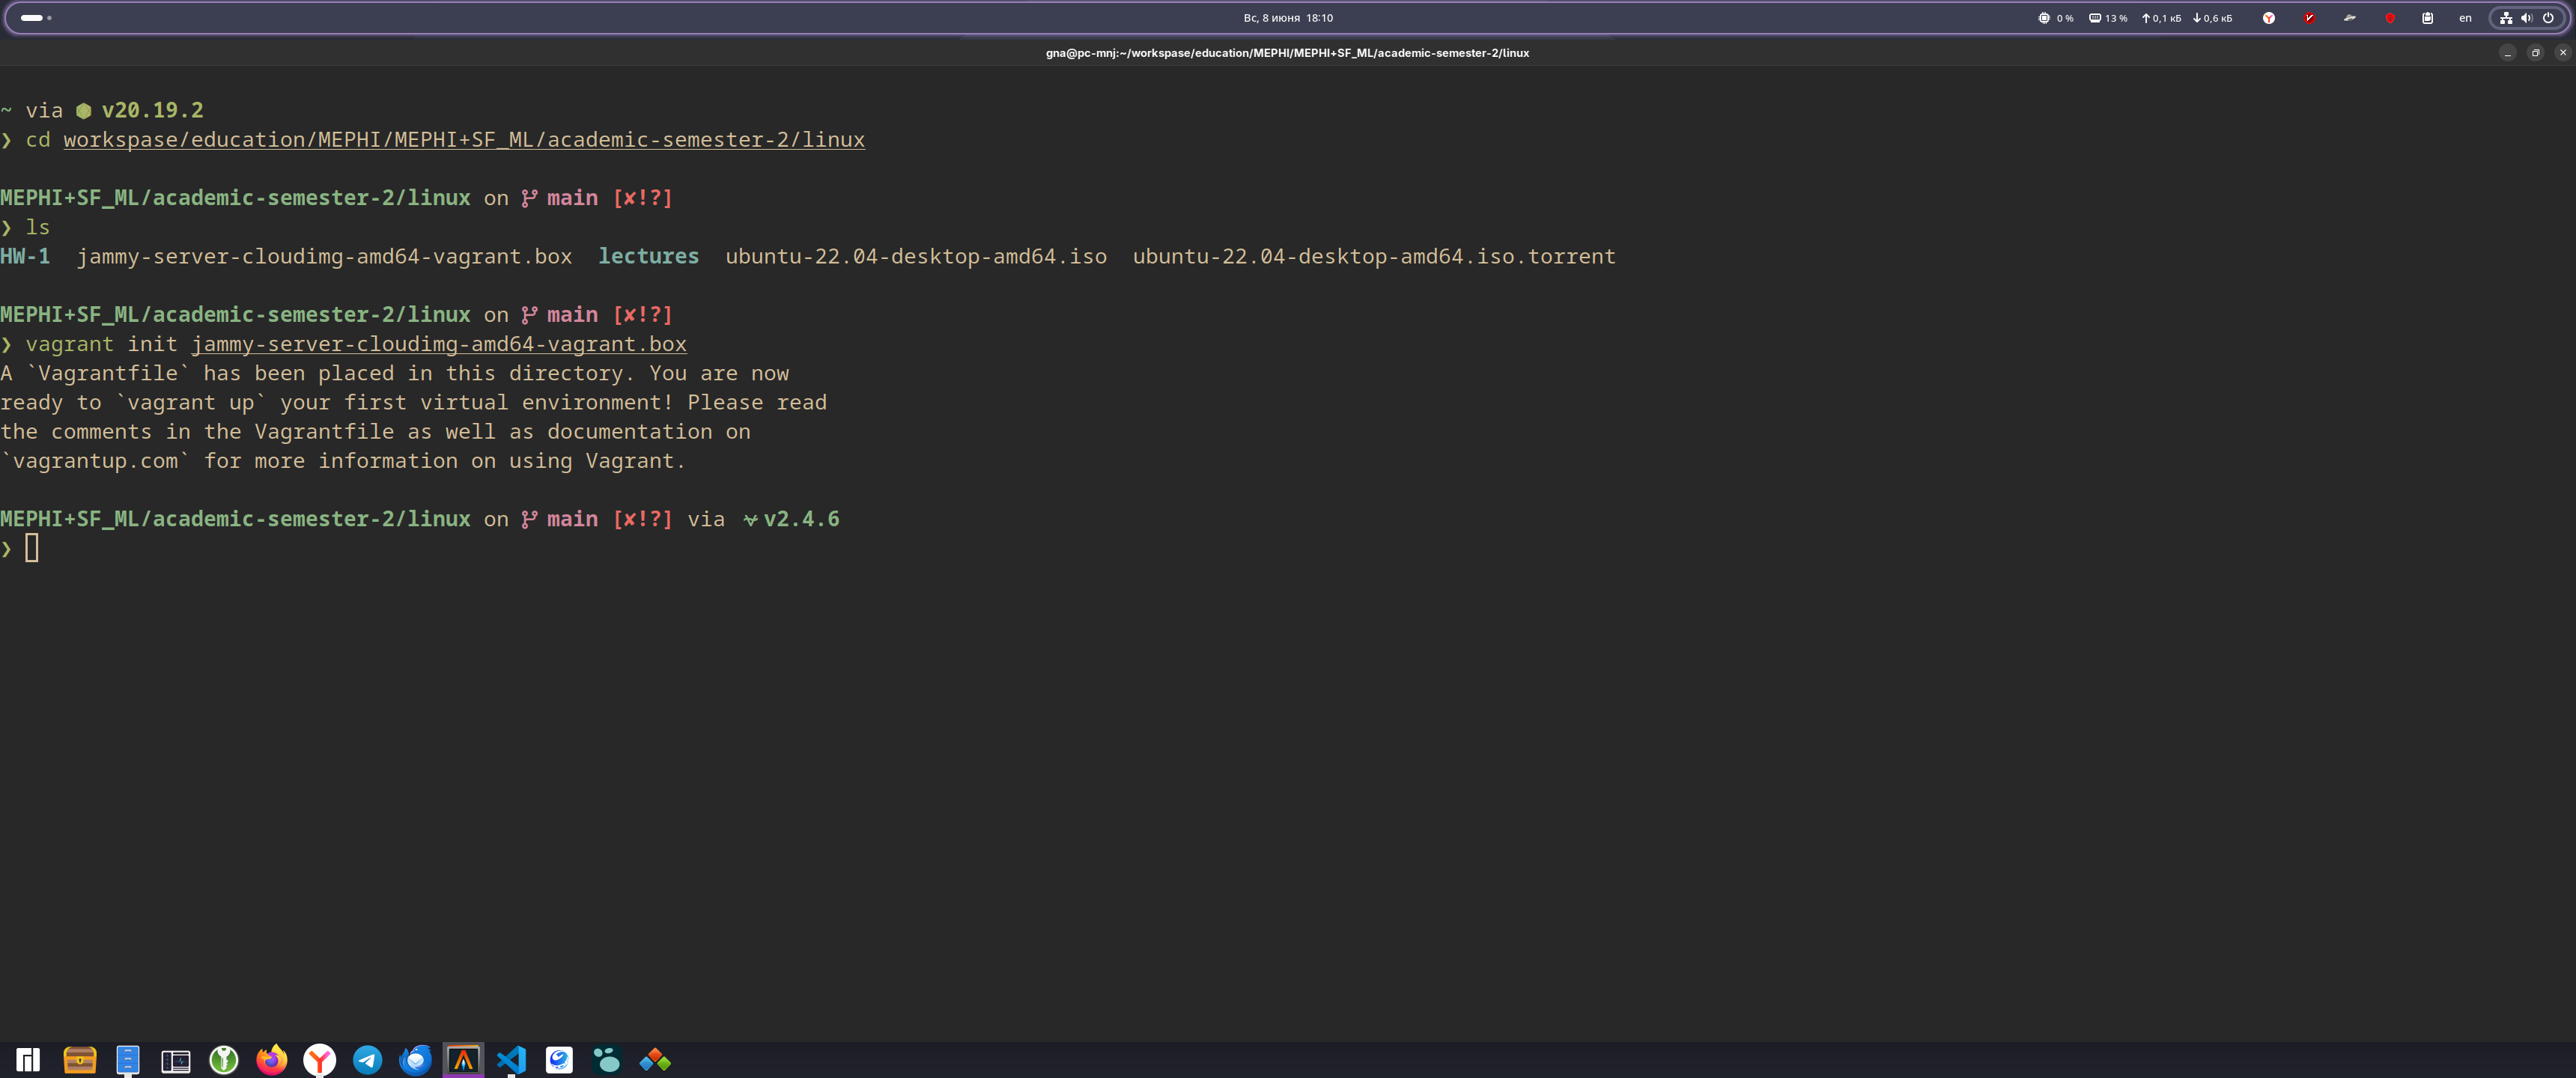 Вс, 8 июня 18:10
0 % 13 % 0,1 кБ 0,6 кБ en
gna@pc-mnj:~/workspase/education/MEPHI/MEPHI+SF_ML/academic-semester-2/linux
~ via v20.19.2
❯ cd workspase/education/MEPHI/MEPHI+SF_ML/academic-semester-2/linux
MEPHI+SF_ML/academic-semester-2/linux on main [✘!?]
❯ ls
HW-1 jammy-server-cloudimg-amd64-vagrant.box lectures ubuntu-22.04-desktop-amd64.iso ubuntu-22.04-desktop-amd64.iso.torrent
MEPHI+SF_ML/academic-semester-2/linux on main [✘!?]
❯ vagrant init jammy-server-cloudimg-amd64-vagrant.box
A `Vagrantfile` has been placed in this directory. You are now
ready to `vagrant up` your first virtual environment! Please read
the comments in the Vagrantfile as well as documentation on
`vagrantup.com` for more information on using Vagrant.
MEPHI+SF_ML/academic-semester-2/linux on main [✘!?] via v2.4.6
❯